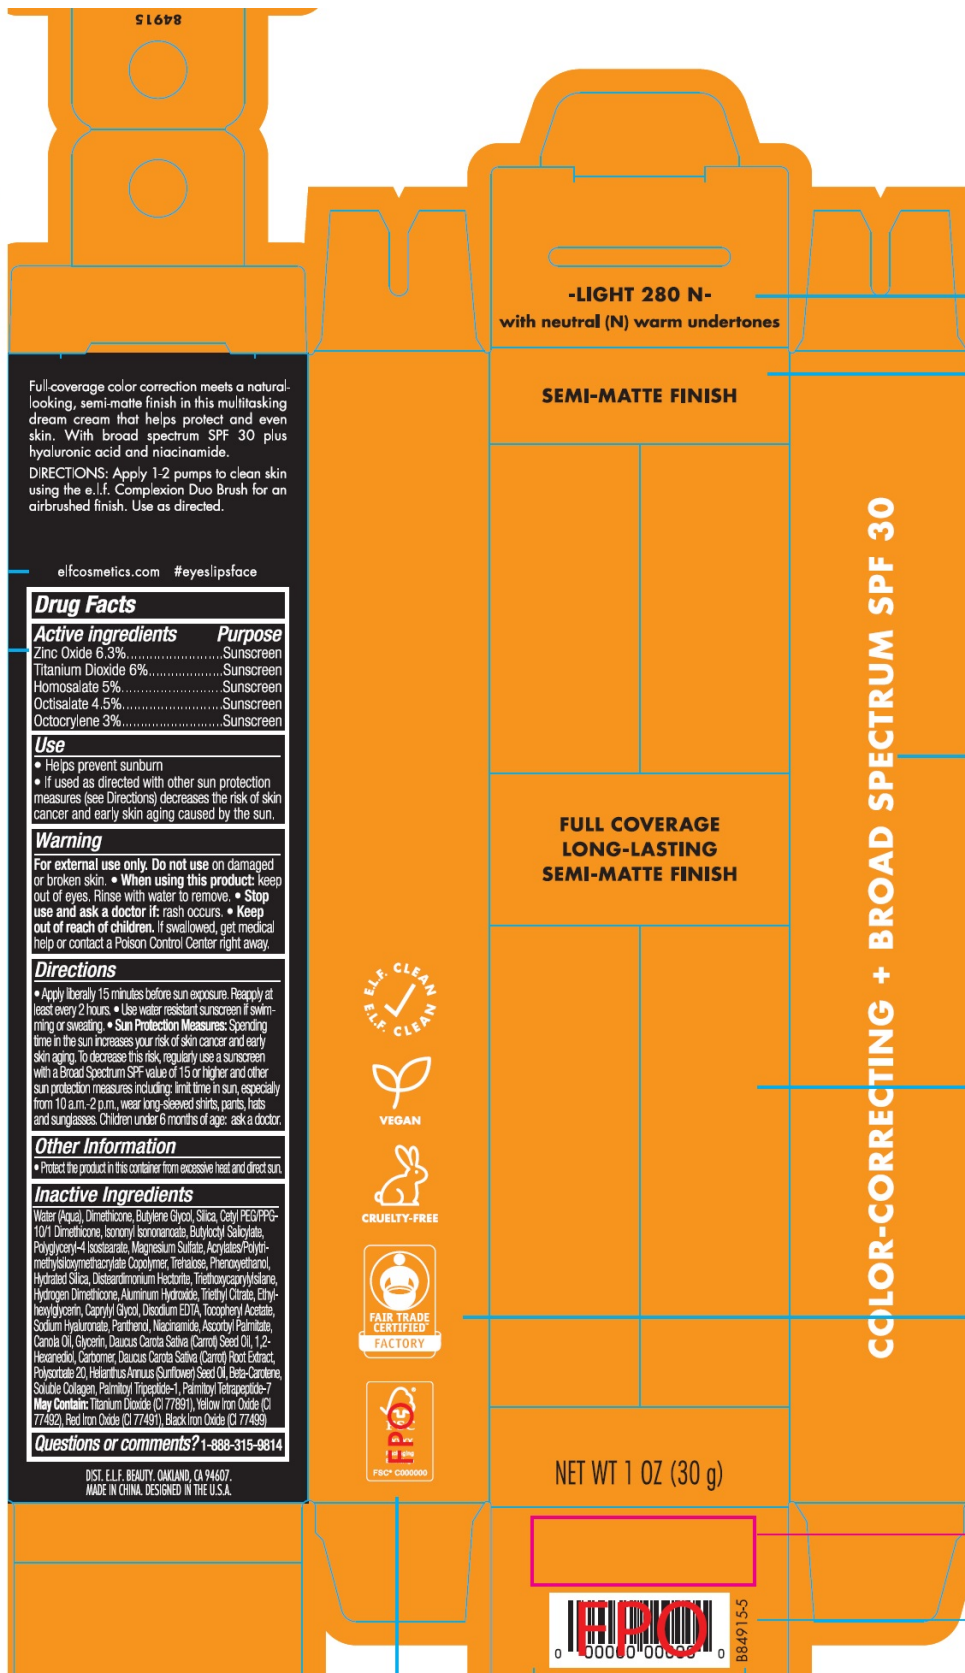 84915
-LIGHT 280 N-
with neutral (N) warm undertones
SEMI-MATTE FINISH
Full-coverage color correction meets a natural-
looking, semi-matte finish in this multitasking
dream cream that helps protect and even
skin. With broad spectrum SPF 30 plus
hyaluronic acid and niacinamide.
DIRECTIONS: Apply 1-2 pumps to clean skin
using the e.l.f. Complexion Duo Brush for an
airbrushed finish. Use as directed.
elfcosmetics.com #eyeslipsface
Drug Facts
Active ingredients Purpose
Zinc Oxide 6.3%........................Sunscreen
Titanium Dioxide 6%...................Sunscreen
Homosalate 5%.........................Sunscreen
Octisalate 4.5%.........................Sunscreen
Octocrylene 3%.........................Sunscreen
Use
• Helps prevent sunburn
• If used as directed with other sun protection
measures (see Directions) decreases the risk of skin
cancer and early skin aging caused by the sun.
Warning
For external use only. Do not use on damaged
or broken skin. • When using this product: keep
out of eyes. Rinse with water to remove. • Stop
use and ask a doctor if: rash occurs. • Keep
out of reach of children. If swallowed, get medical
help or contact a Poison Control Center right away.
Directions
• Apply liberally 15 minutes before sun exposure. Reapply at
least every 2 hours. • Use water resistant sunscreen if swim-
ming or sweating. • Sun Protection Measures: Spending
time in the sun increases your risk of skin cancer and early
skin aging. To decrease this risk, regularly use a sunscreen
with a Broad Spectrum SPF value of 15 or higher and other
sun protection measures including: limit time in sun, especially
from 10 a.m.-2 p.m., wear long-sleeved shirts, pants, hats
and sunglasses. Children under 6 months of age: ask a doctor.
Other Information
• Protect the product in this container from excessive heat and direct sun.
Inactive Ingredients
Water (Aqua), Dimethicone, Butylene Glycol, Silica, Cetyl PEG/PPG-
10/1 Dimethicone, Isononyl Isononanoate, Butyloctyl Salicylate,
Polyglyceryl-4 Isostearate, Magnesium Sulfate, Acrylates/Polytri-
methylsiloxymethacrylate Copolymer, Trehalose, Phenoxyethanol,
Hydrated Silica, Disteardimonium Hectorite, Triethoxycaprylylsilane,
Hydrogen Dimethicone, Aluminum Hydroxide, Triethyl Citrate, Ethyl-
hexylglycerin, Caprylyl Glycol, Disodium EDTA, Tocopheryl Acetate,
Sodium Hyaluronate, Panthenol, Niacinamide, Ascorbyl Palmitate,
Canola Oil, Glycerin, Daucus Carota Sativa (Carrot) Seed Oil, 1,2-
Hexanediol, Carbomer, Daucus Carota Sativa (Carrot) Root Extract,
Polysorbate 20, Helianthus Annuus (Sunflower) Seed Oil, Beta-Carotene,
Soluble Collagen, Palmitoyl Tripeptide-1, Palmitoyl Tetrapeptide-7
May Contain: Titanium Dioxide (CI 77891), Yellow Iron Oxide (CI
77492), Red Iron Oxide (CI 77491), Black Iron Oxide (CI 77499)
Questions or comments? 1-888-315-9814
DIST. E.L.F. BEAUTY. OAKLAND, CA 94607.
MADE IN CHINA. DESIGNED IN THE U.S.A.
E.L.F. CLEAN
E.L.F. CLEAN
VEGAN
CRUELTY-FREE
FAIR TRADE
CERTIFIED
FACTORY
FPO
FSC® C000000
FULL COVERAGE
LONG-LASTING
SEMI-MATTE FINISH
NET WT 1 OZ (30 g)
FPO
0 00000 00000 0
B84915-5
COLOR-CORRECTING + BROAD SPECTRUM SPF 30